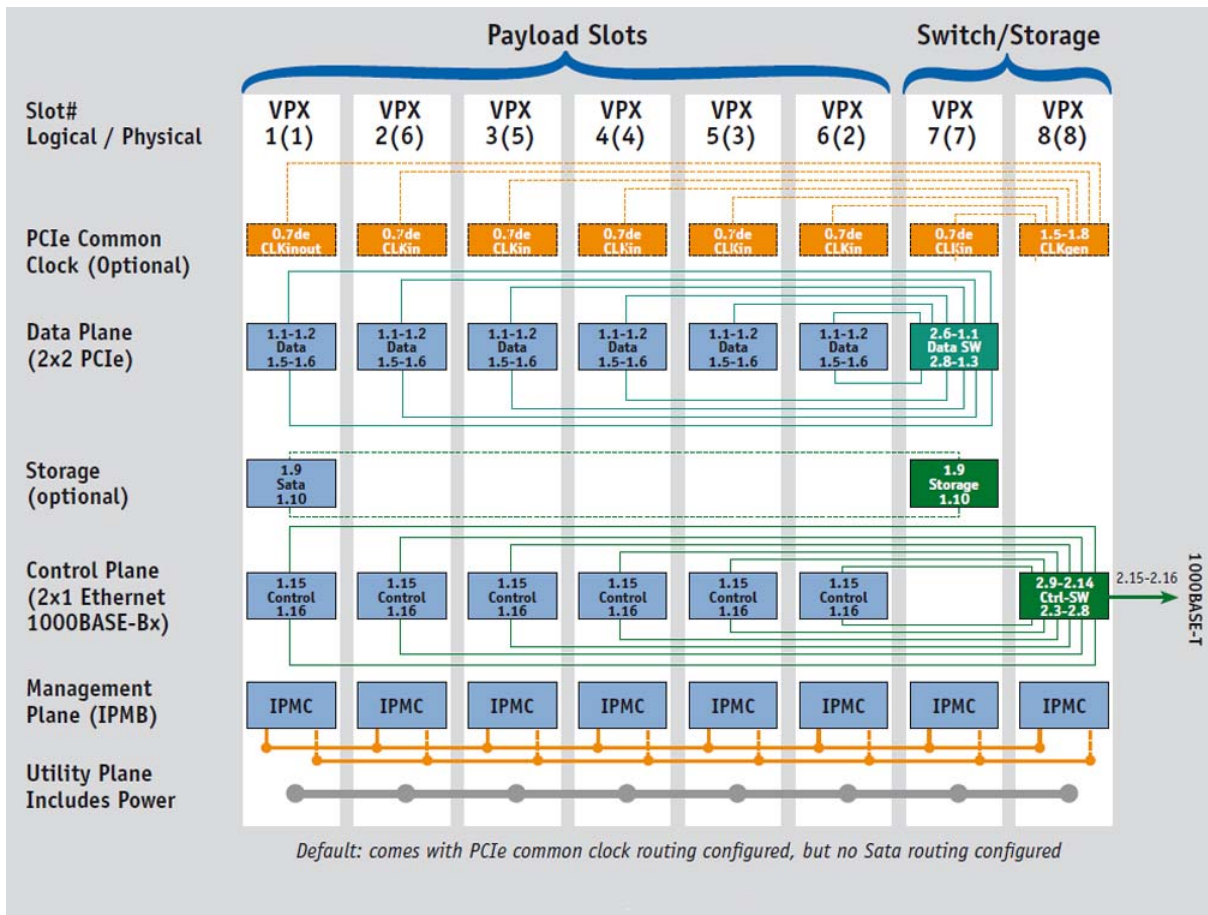 Payload Slots
Switch/Storage
Slot#
Logical / Physical
VPX
1(1)
VPX
2(6)
VPX
3(5)
VPX
4(4)
VPX
5(3)
VPX
6(2)
VPX
7(7)
VPX
8(8)
PCIe Common
Clock (Optional)
0.7de
CLKinout
0.7de
CLKin
0.7de
CLKin
0.7de
CLKin
0.7de
CLKin
0.7de
CLKin
0.7de
CLKin
1.5-1.8
CLKgen
Data Plane
(2x2 PCIe)
1.1-1.2
Data
1.5-1.6
1.1-1.2
Data
1.5-1.6
1.1-1.2
Data
1.5-1.6
1.1-1.2
Data
1.5-1.6
1.1-1.2
Data
1.5-1.6
1.1-1.2
Data
1.5-1.6
2.6-1.1
Data SW
2.8-1.3
Storage
(optional)
1.9
Sata
1.10
1.9
Storage
1.10
Control Plane
(2x1 Ethernet
1000BASE-Bx)
1.15
Control
1.16
1.15
Control
1.16
1.15
Control
1.16
1.15
Control
1.16
1.15
Control
1.16
1.15
Control
1.16
2.9-2.14
Ctrl-SW
2.3-2.8
2.15-2.16
1000BASE-T
Management
Plane (IPMB)
IPMC
IPMC
IPMC
IPMC
IPMC
IPMC
IPMC
IPMC
Utility Plane
Includes Power
Default: comes with PCIe common clock routing configured, but no Sata routing configured